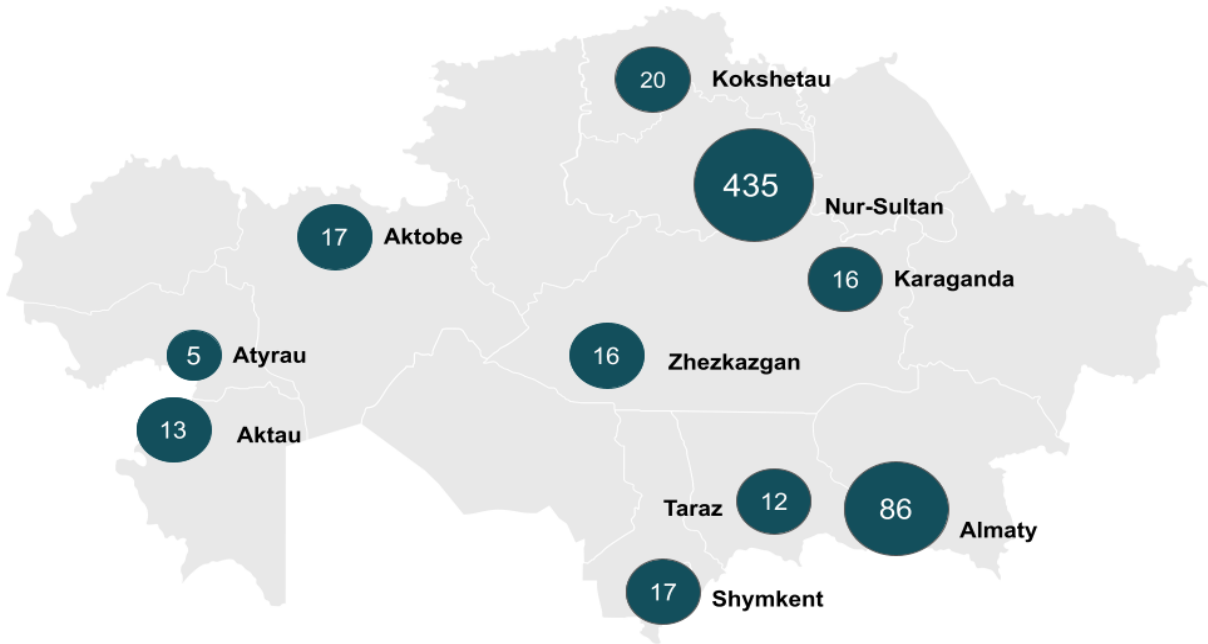 20 Kokshetau
435
Nur-Sultan
17 Aktobe
16 Karaganda
5 Atyrau
16 Zhezkazgan
13 Aktau
Taraz 12
86
Almaty
17 Shymkent